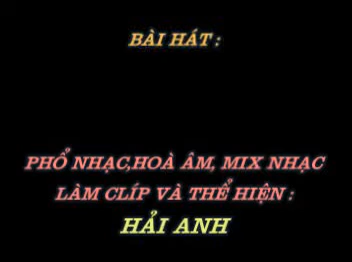 BÀI HÁT :
PHỔ NHẠC,HOÀ ÂM, MIX NHẠC
LÀM CLÍP VÀ THỂ HIỆN :
HẢI ANH